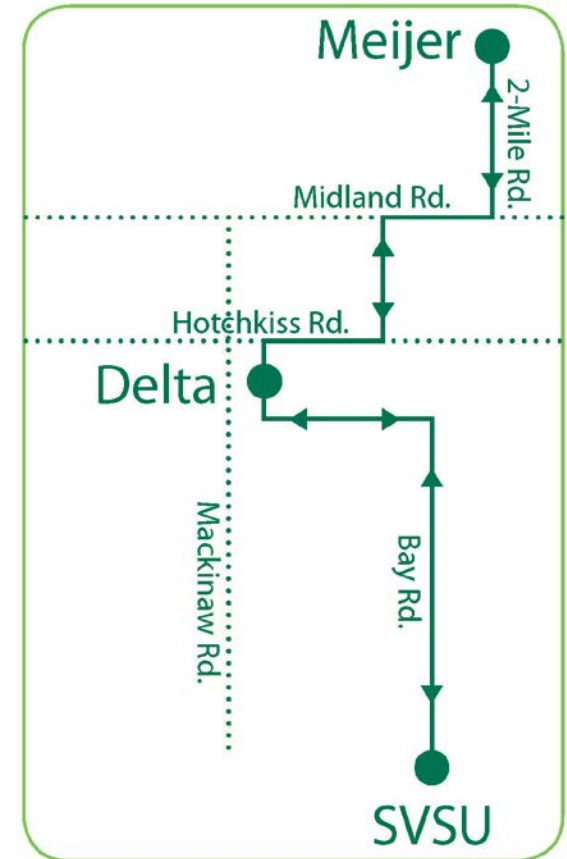 Meijer
2-Mile Rd.
Midland Rd.
Hotchkiss Rd.
Delta
Mackinaw Rd.
Bay Rd.
SVSU